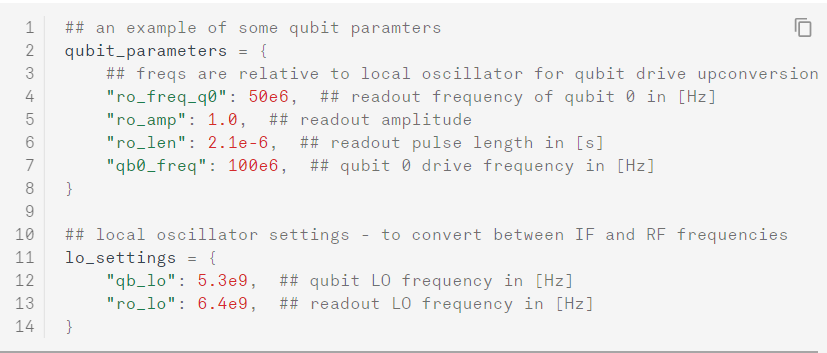 1 ## an example of some qubit paramters
2 qubit_parameters = {
3     ## freqs are relative to local oscillator for qubit drive upconversion
4     "ro_freq_q0": 50e6,  ## readout frequency of qubit 0 in [Hz]
5     "ro_amp": 1.0,  ## readout amplitude
6     "ro_len": 2.1e-6,  ## readout pulse length in [s]
7     "qb0_freq": 100e6,  ## qubit 0 drive frequency in [Hz]
8 }
9
10 ## local oscillator settings - to convert between IF and RF frequencies
11 lo_settings = {
12     "qb_lo": 5.3e9,  ## qubit LO frequency in [Hz]
13     "ro_lo": 6.4e9,  ## readout LO frequency in [Hz]
14 }